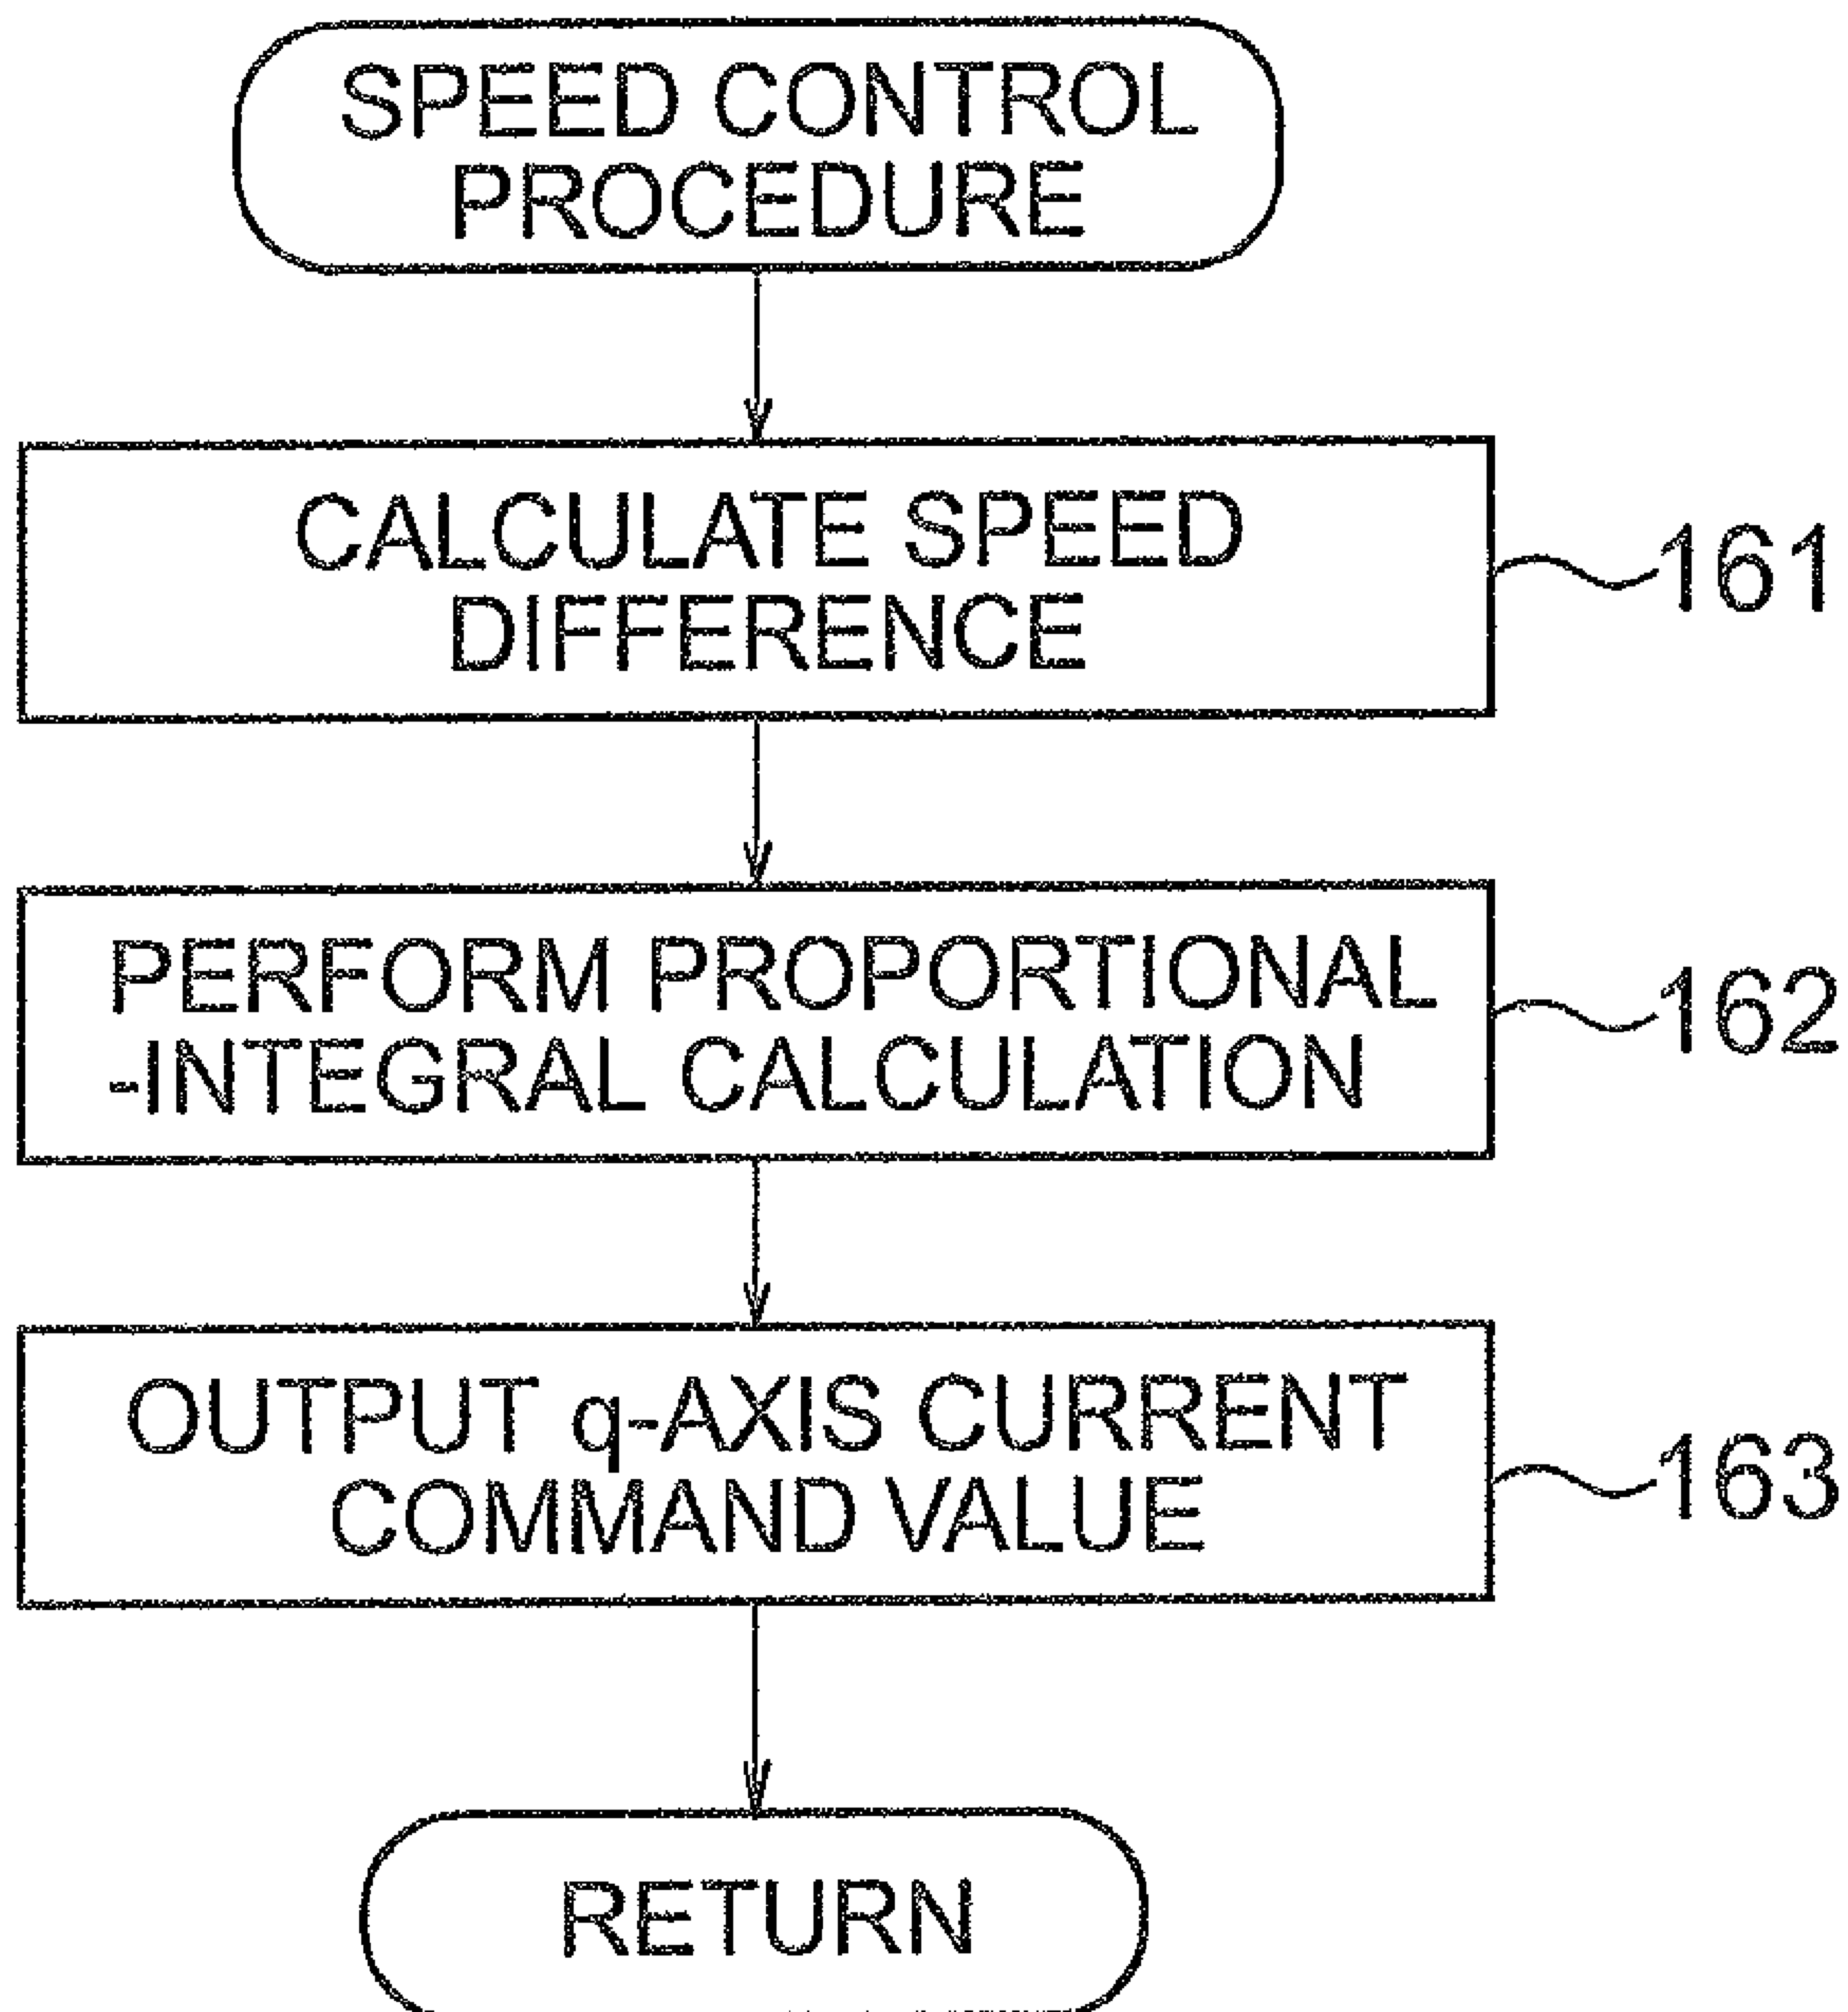 SPEED CONTROL
PROCEDURE
CALCULATE SPEED
DIFFERENCE
161
PERFORM PROPORTIONAL
-INTEGRAL CALCULATION
162
OUTPUT q-AXIS CURRENT
COMMAND VALUE
163
RETURN